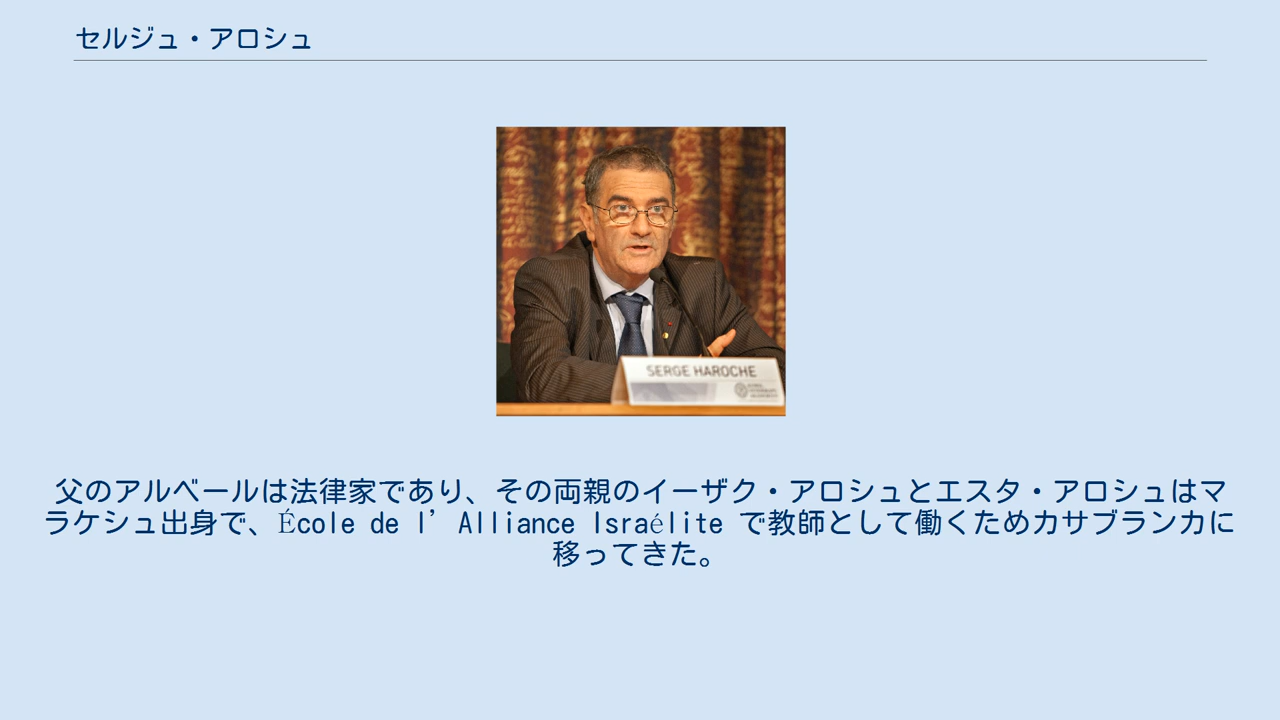 セルジュ・アロシュ
SERGE HAROCHE
父のアルベールは法律家であり、その両親のイーザク・アロシュとエスタ・アロシュはマ
ラケシュ出身で、École de l’Alliance Israélite で教師として働くためカサブランカに
移ってきた。